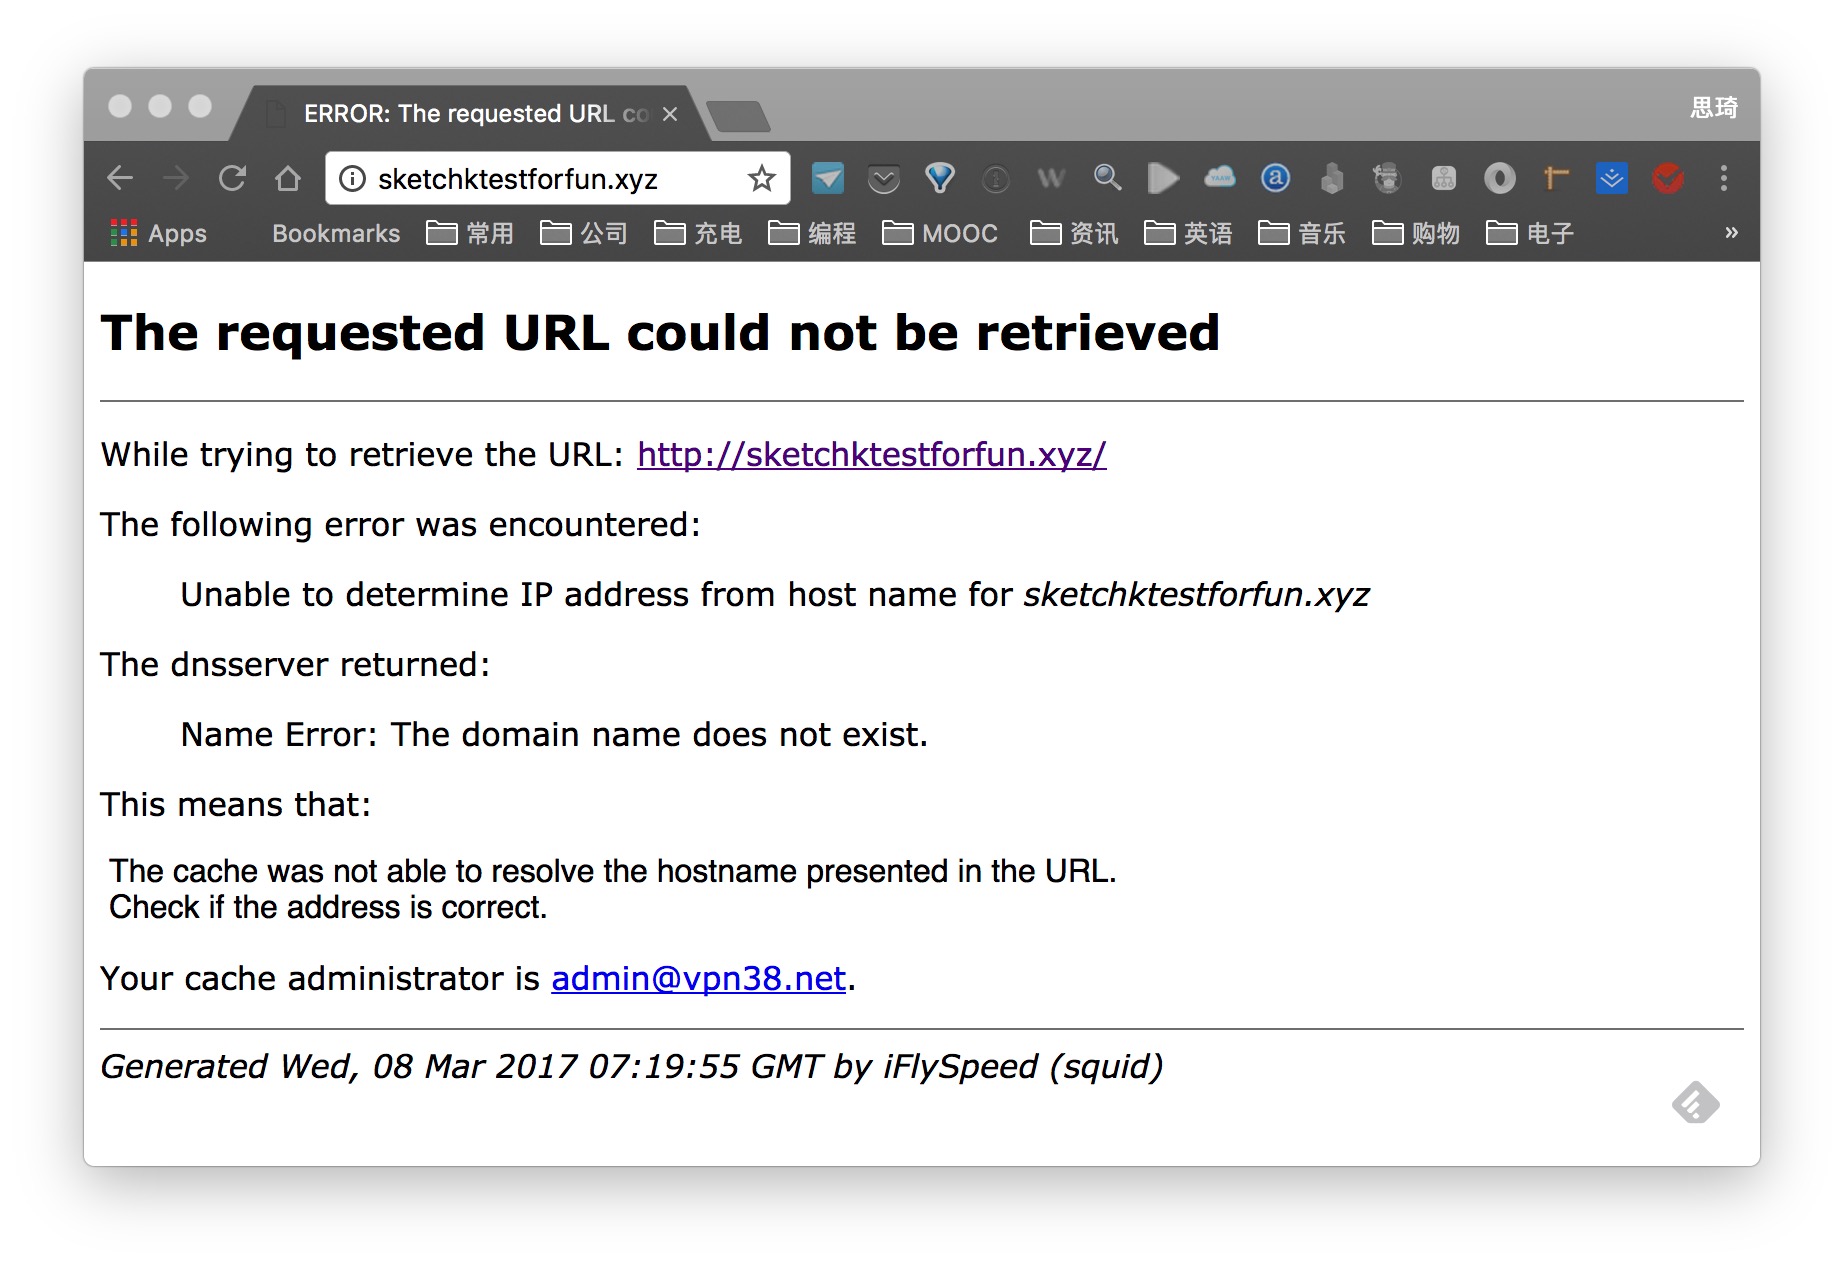 ERROR: The requested URL co
思琦
sketchktestforfun.xyz
Apps Bookmarks 常用 公司 充电 编程 MOOC 资讯 英语 音乐 购物 电子 »
The requested URL could not be retrieved
While trying to retrieve the URL: http://sketchktestforfun.xyz/
The following error was encountered:
Unable to determine IP address from host name for sketchktestforfun.xyz
The dnsserver returned:
Name Error: The domain name does not exist.
This means that:
The cache was not able to resolve the hostname presented in the URL.
Check if the address is correct.
Your cache administrator is admin@vpn38.net.
Generated Wed, 08 Mar 2017 07:19:55 GMT by iFlySpeed (squid)